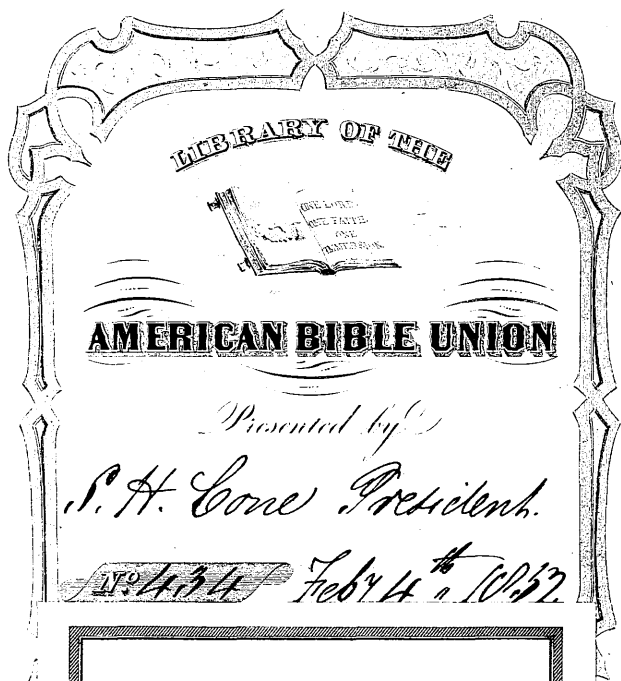 LIBRARY OF THE
ONE LORD,
ONE FAITH,
ONE
AMERICAN BIBLE UNION
Presented by
S. H. Cone President.
No 434 Feby 4th 1852